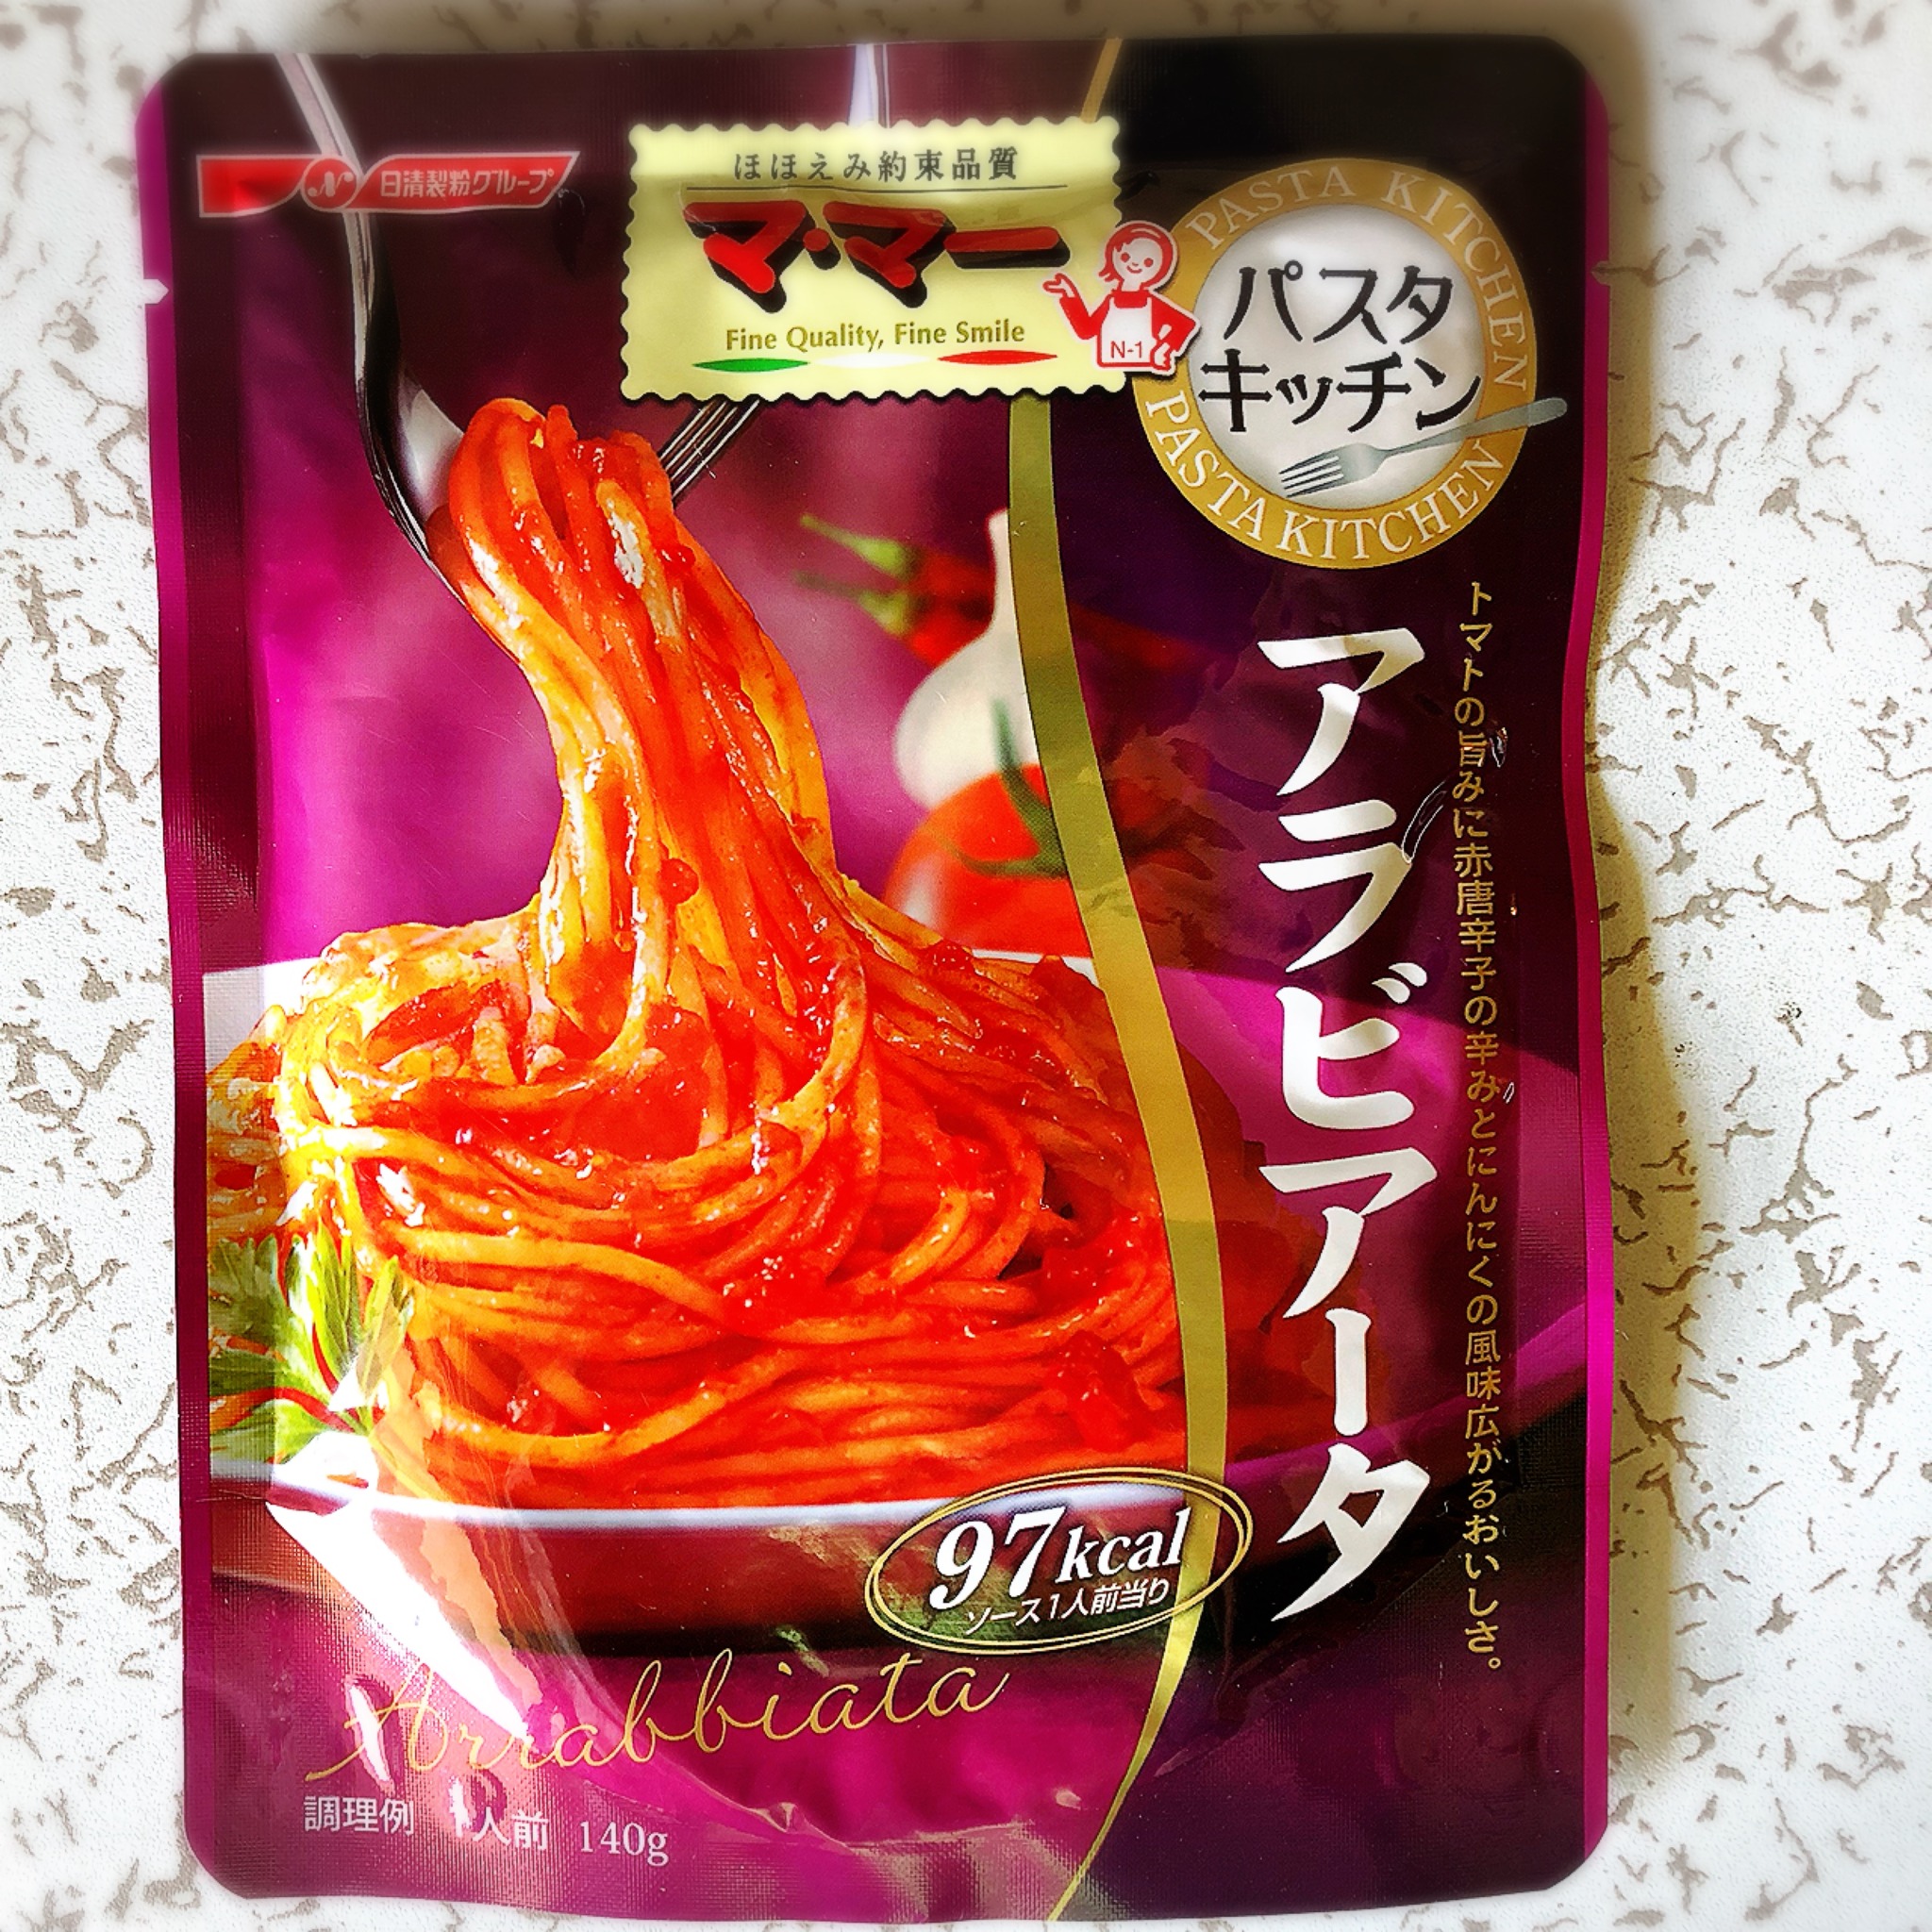 日清製粉グループ
ほほえみ約束品質
マ・マー
Fine Quality, Fine Smile
N-1
PASTA KITCHEN
パスタ
キッチン
PASTA KITCHEN
アラビアータ
トマトの旨みに赤唐辛子の辛みとにんにくの風味広がるおいしさ。
97kcal
ソース1人前当り
Arrabbiata
調理例 1人前 140g